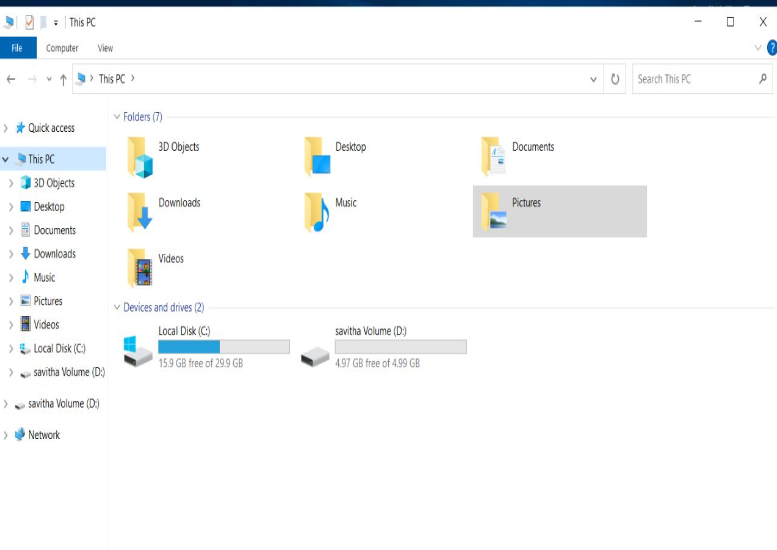 This PC
File Computer View
?
This PC
Search This PC
Quick access
This PC
3D Objects
Desktop
Documents
Downloads
Music
Pictures
Videos
Local Disk (C:)
savitha Volume (D:)
savitha Volume (D:)
Network
Folders (7)
3D Objects
Desktop
Documents
Downloads
Music
Pictures
Videos
Devices and drives (2)
Local Disk (C:)
15.9 GB free of 29.9 GB
savitha Volume (D:)
4.97 GB free of 4.99 GB